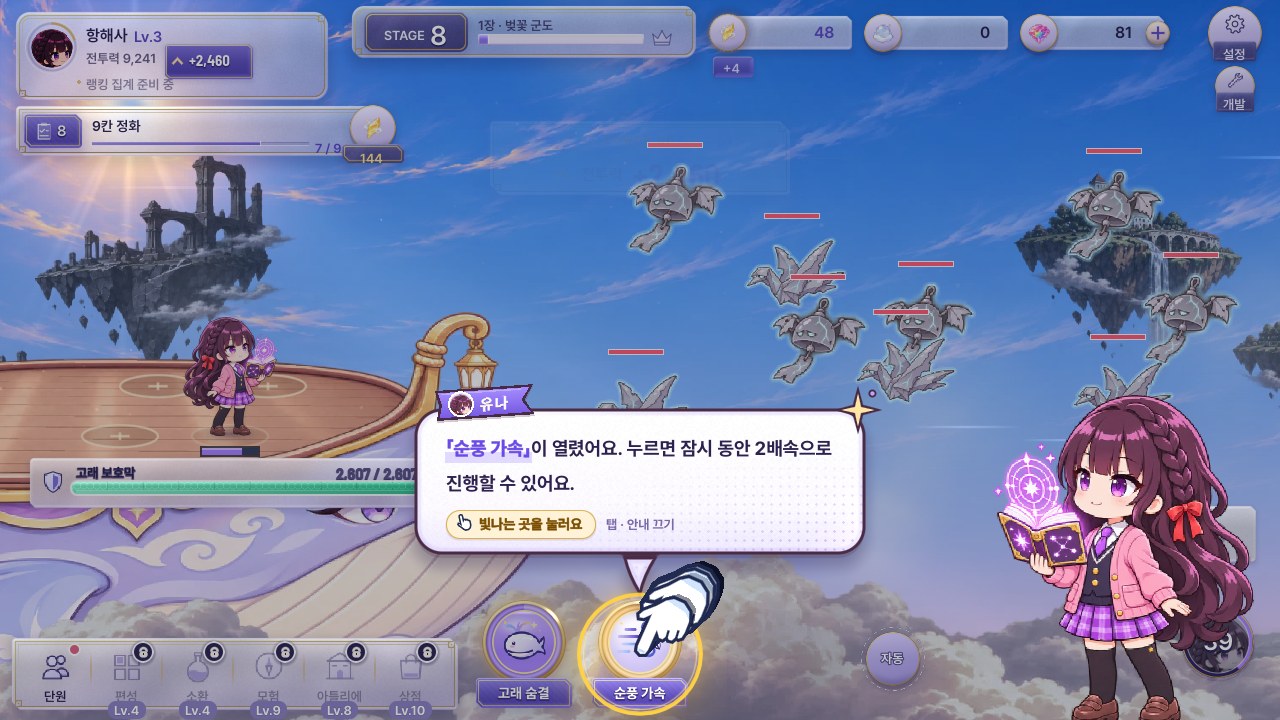 항해사 Lv.3
전투력 9,241
+2,460
랭킹 집계 준비 중
STAGE 8
1장 · 벚꽃 군도
48
+4
0
81
설정
개발
8
9칸 정화
7 / 9
144
고래 보호막
2,607 / 2,607
유나
『순풍 가속』이 열렸어요. 누르면 잠시 동안 2배속으로
진행할 수 있어요.
빛나는 곳을 눌러요
탭 · 안내 끄기
고래 숨결
순풍 가속
자동
39
단원
편성
Lv.4
소환
Lv.4
모험
Lv.9
아틀리에
Lv.8
상점
Lv.10